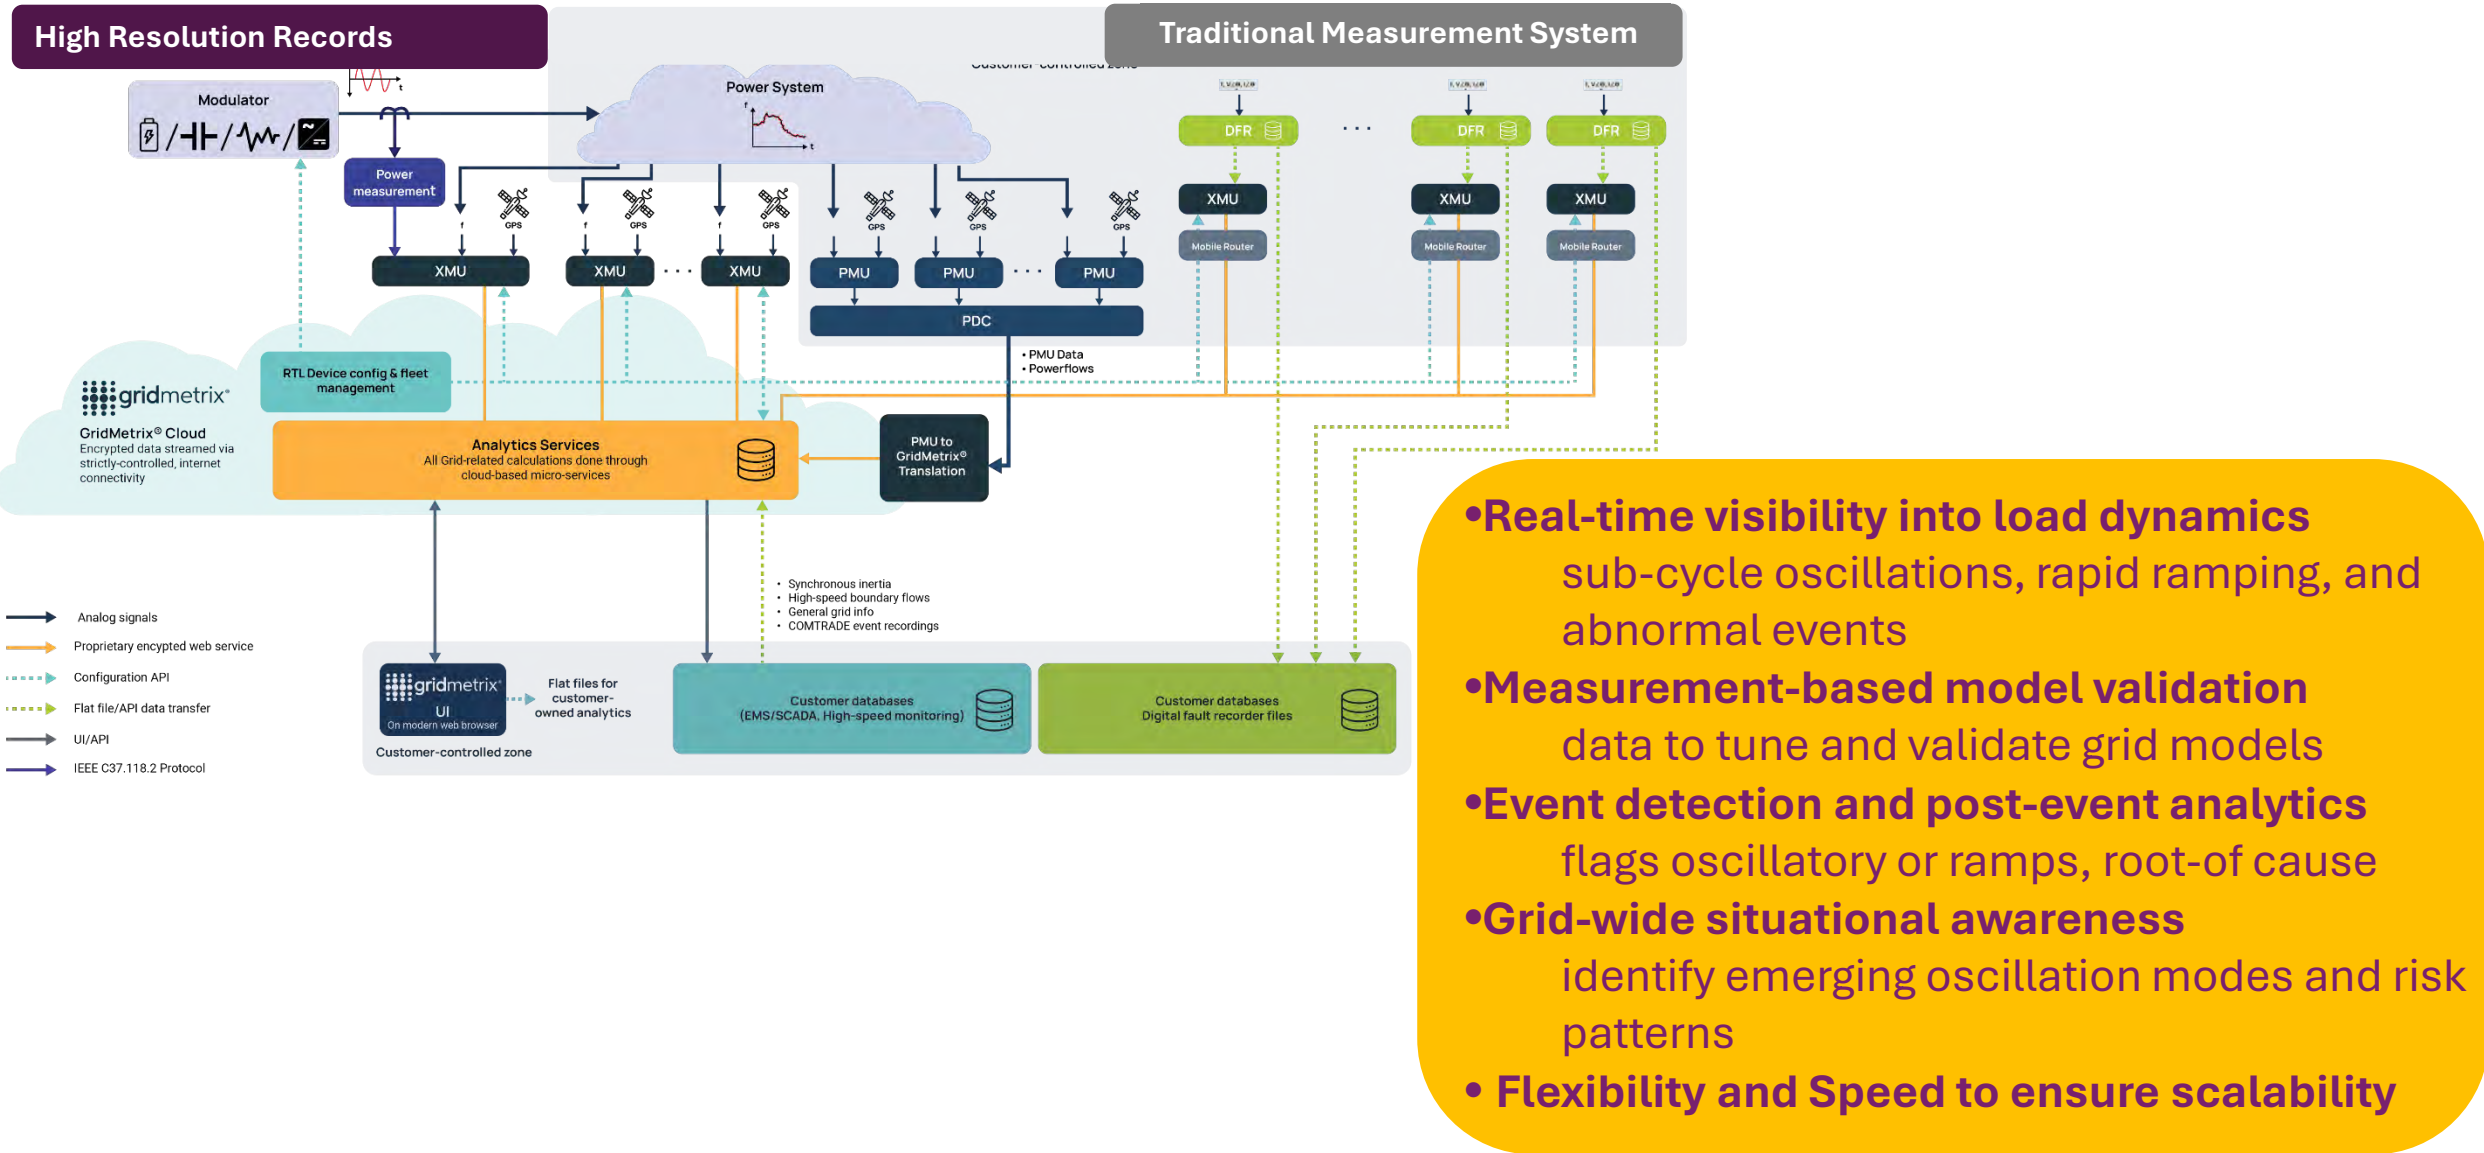 High Resolution Records
Traditional Measurement System
Customer-controlled zone
Modulator
t
Power System
f
t
DFR
. . .
DFR
DFR
Power
measurement
XMU
XMU
XMU
f
GPS
f
GPS
f
GPS
GPS
GPS
GPS
Mobile Router
Mobile Router
Mobile Router
XMU
XMU
. . .
XMU
PMU
PMU
. . .
PMU
PDC
• PMU Data
• Powerflows
RTL Device config & fleet
management
gridmetrix®
GridMetrix® Cloud
Encrypted data streamed via
strictly-controlled, internet
connectivity
Analytics Services
All Grid-related calculations done through
cloud-based micro-services
PMU to
GridMetrix®
Translation
• Synchronous inertia
• High-speed boundary flows
• General grid info
• COMTRADE event recordings
Analog signals
Proprietary encypted web service
Configuration API
Flat file/API data transfer
UI/API
IEEE C37.118.2 Protocol
gridmetrix®
UI
On modern web browser
Flat files for
customer-
owned analytics
Customer-controlled zone
Customer databases
(EMS/SCADA, High-speed monitoring)
Customer databases
Digital fault recorder files
•Real-time visibility into load dynamics
sub-cycle oscillations, rapid ramping, and
abnormal events
•Measurement-based model validation
data to tune and validate grid models
•Event detection and post-event analytics
flags oscillatory or ramps, root-of cause
•Grid-wide situational awareness
identify emerging oscillation modes and risk
patterns
• Flexibility and Speed to ensure scalability